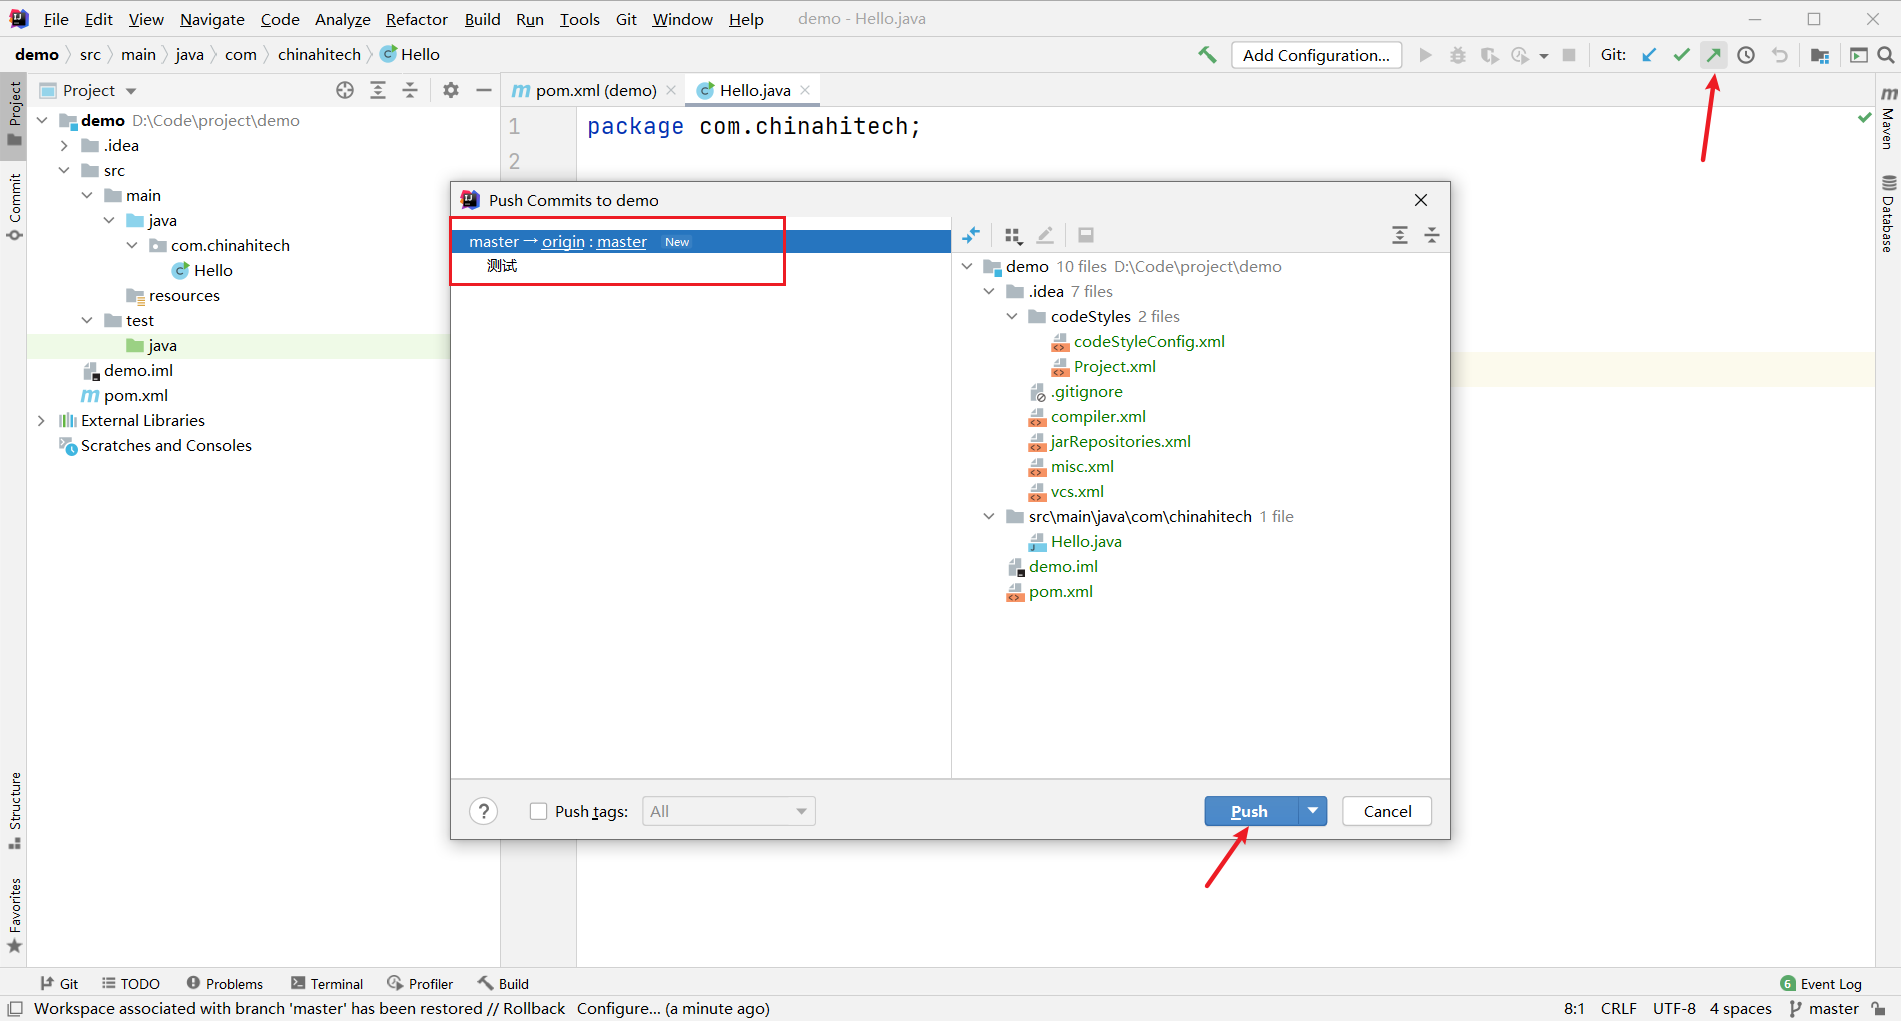 File Edit View Navigate Code Analyze Refactor Build Run Tools Git Window Help demo - Hello.java
demo src main java com chinahitech Hello Add Configuration... Git:
Project
pom.xml (demo) Hello.java
demo D:\Code\project\demo
.idea
src
main
java
com.chinahitech
Hello
resources
test
java
demo.iml
pom.xml
External Libraries
Scratches and Consoles
Project
Commit
Structure
Favorites
1 package com.chinahitech;
2
Push Commits to demo
master → origin : master New
测试
demo 10 files D:\Code\project\demo
.idea 7 files
codeStyles 2 files
codeStyleConfig.xml
Project.xml
.gitignore
compiler.xml
jarRepositories.xml
misc.xml
vcs.xml
src\main\java\com\chinahitech 1 file
Hello.java
demo.iml
pom.xml
? Push tags: All Push Cancel
Maven
Database
Git TODO Problems Terminal Profiler Build 6 Event Log
Workspace associated with branch 'master' has been restored // Rollback Configure... (a minute ago) 8:1 CRLF UTF-8 4 spaces master